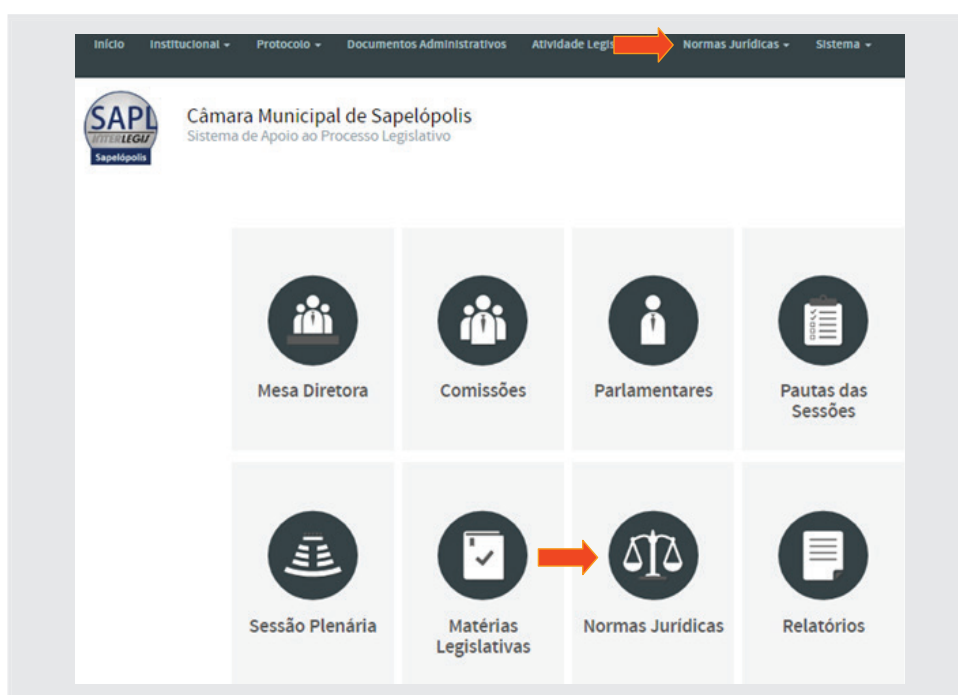 Início Institucional Protocolo Documentos Administrativos Atividade Legis Normas Jurídicas Sistema
SAPL
INTERLEGIS
Sapelópolis
Câmara Municipal de Sapelópolis
Sistema de Apoio ao Processo Legislativo
Mesa Diretora Comissões Parlamentares Pautas das
Sessões
Sessão Plenária Matérias Normas Jurídicas Relatórios
Legislativas